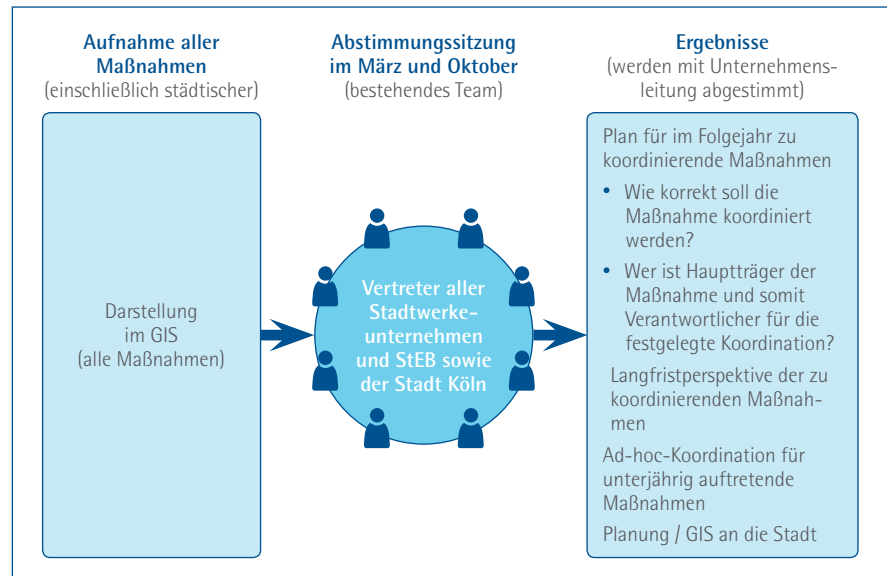 Aufnahme aller
Maßnahmen
(einschließlich städtischer)
Darstellung
im GIS
(alle Maßnahmen)
Abstimmungssitzung
im März und Oktober
(bestehendes Team)
Vertreter aller
Stadtwerke-
unternehmen
und StEB sowie
der Stadt Köln
Ergebnisse
(werden mit Unternehmens-
leitung abgestimmt)
Plan für im Folgejahr zu
koordinierende Maßnahmen
• Wie korrekt soll die
Maßnahme koordiniert
werden?
• Wer ist Hauptträger der
Maßnahme und somit
Verantwortlicher für die
festgelegte Koordination?
Langfristperspektive der zu
koordinierenden Maßnah-
men
Ad-hoc-Koordination für
unterjährig auftretende
Maßnahmen
Planung / GIS an die Stadt